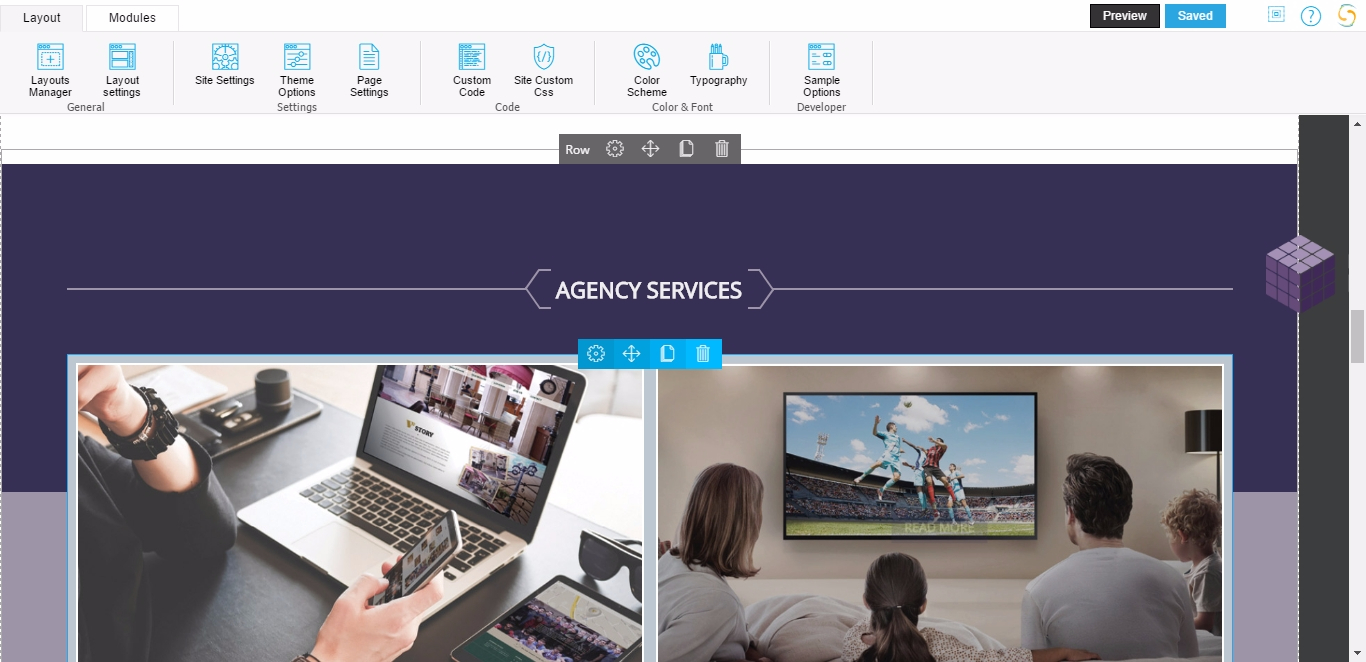 Layout
Modules
Preview
Saved
Layouts
Manager
Layout
settings
General
Site Settings
Theme
Options
Page
Settings
Settings
Custom
Code
Site Custom
Css
Code
Color
Scheme
Typography
Color & Font
Sample
Options
Developer
Row
AGENCY SERVICES
STORY
READ MORE